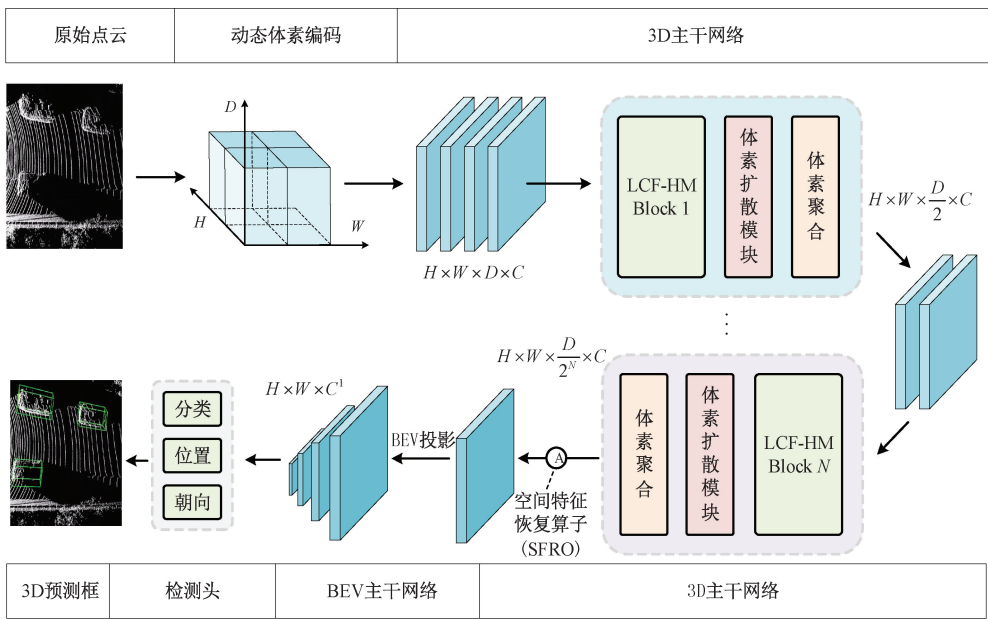 原始点云
动态体素编码
3D主干网络
D
H
W
H×W×D×C
LCF-HM
Block 1
体素扩散模块
体素聚合
H×W×D/2×C
⋮
H×W×D/2^N×C
体素聚合
体素扩散模块
LCF-HM
Block N
A
空间特征
恢复算子
(SFRO)
BEV投影
H×W×C¹
分类
位置
朝向
3D预测框
检测头
BEV主干网络
3D主干网络